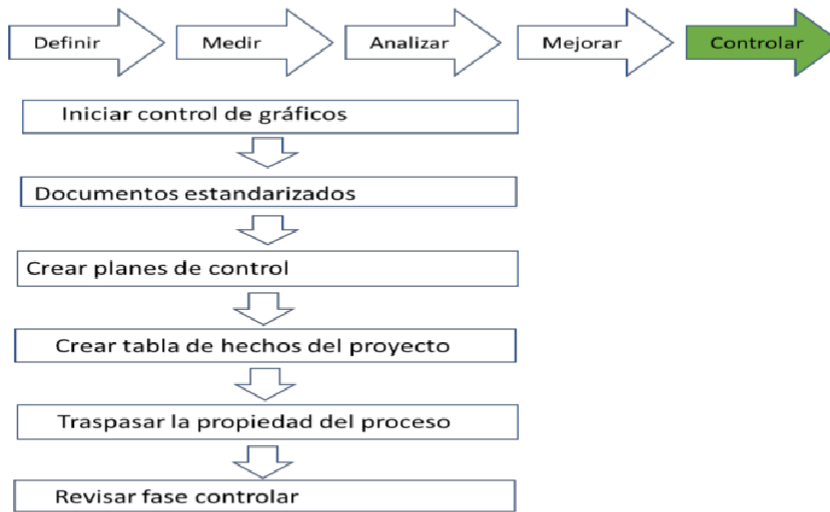 Definir
Medir
Analizar
Mejorar
Controlar
Iniciar control de gráficos
Documentos estandarizados
Crear planes de control
Crear tabla de hechos del proyecto
Traspasar la propiedad del proceso
Revisar fase controlar